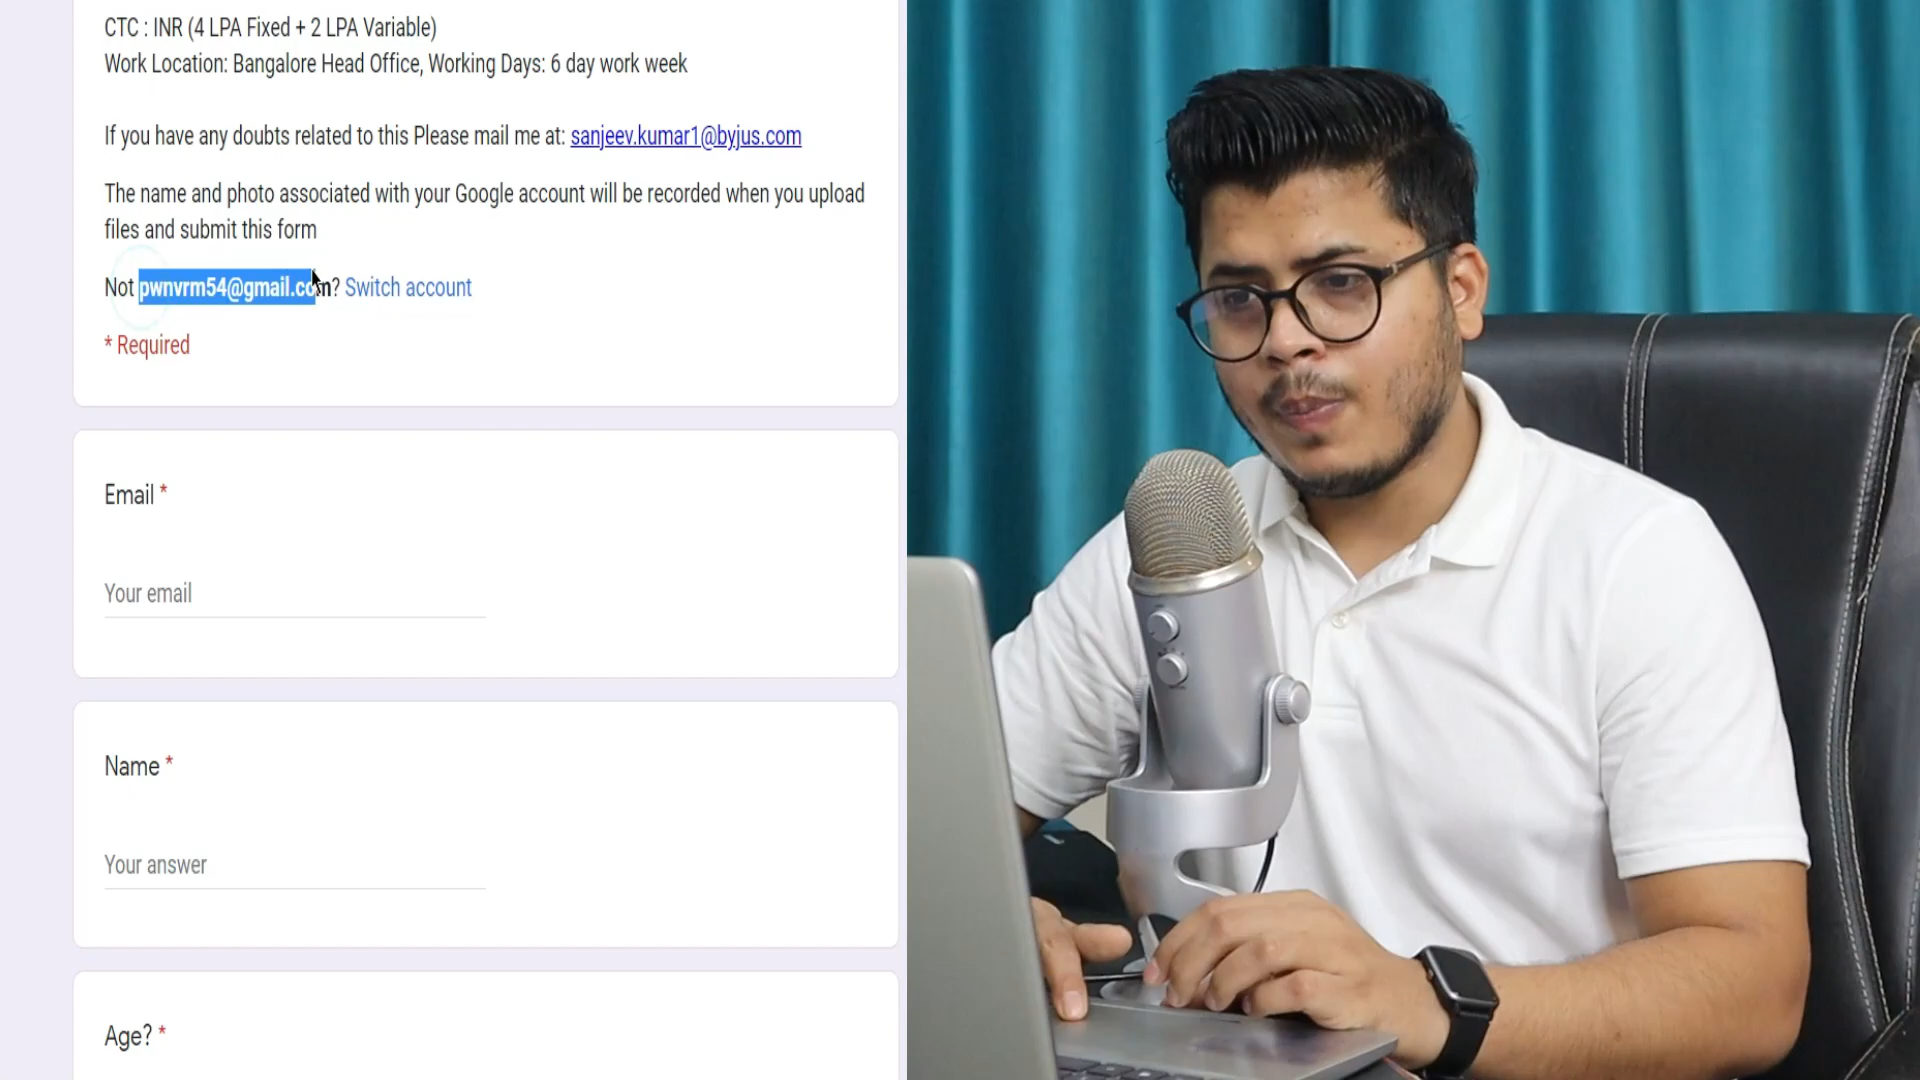 CTC : INR (4 LPA Fixed + 2 LPA Variable)
Work Location: Bangalore Head Office, Working Days: 6 day work week
If you have any doubts related to this Please mail me at: sanjeev.kumar1@byjus.com
The name and photo associated with your Google account will be recorded when you upload
files and submit this form
Not pwnvrm54@gmail.com? Switch account
* Required
Email *
Your email
Name *
Your answer
Age? *